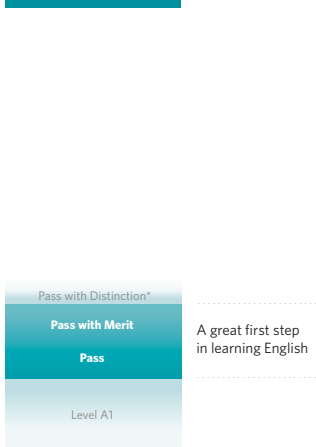 Pass with Distinction*
Pass with Merit
Pass
A great first step
in learning English
Level A1